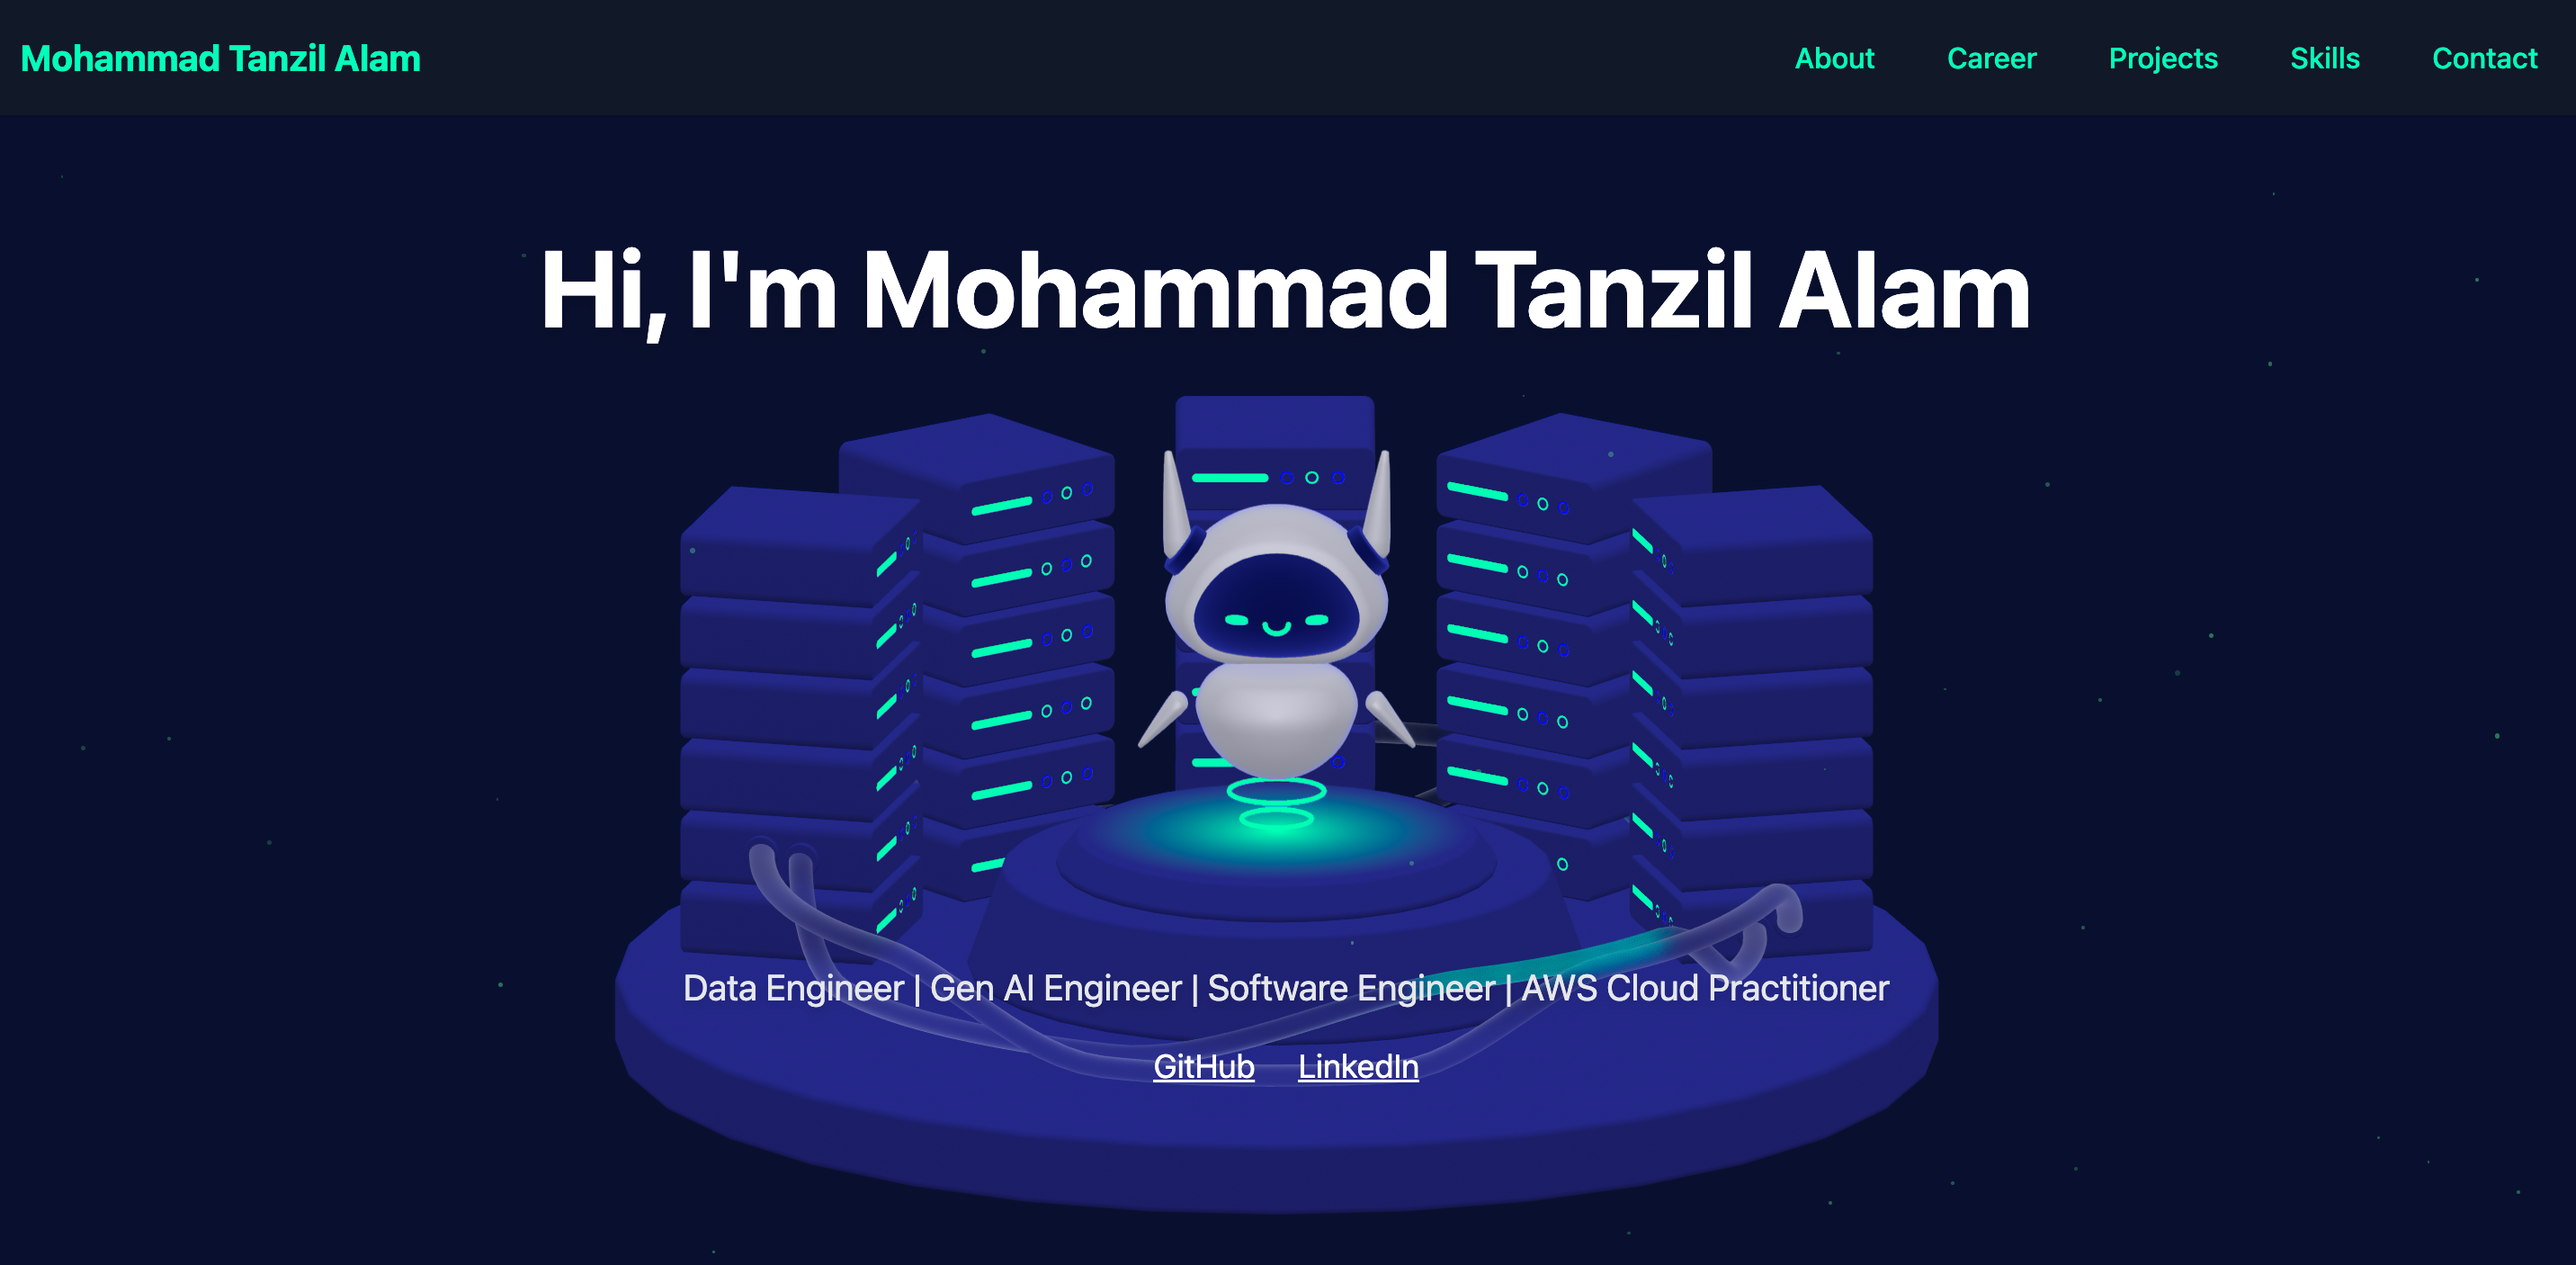 Mohammad Tanzil Alam
About Career Projects Skills Contact
Hi, I'm Mohammad Tanzil Alam
Data Engineer | Gen AI Engineer | Software Engineer | AWS Cloud Practitioner
GitHub LinkedIn